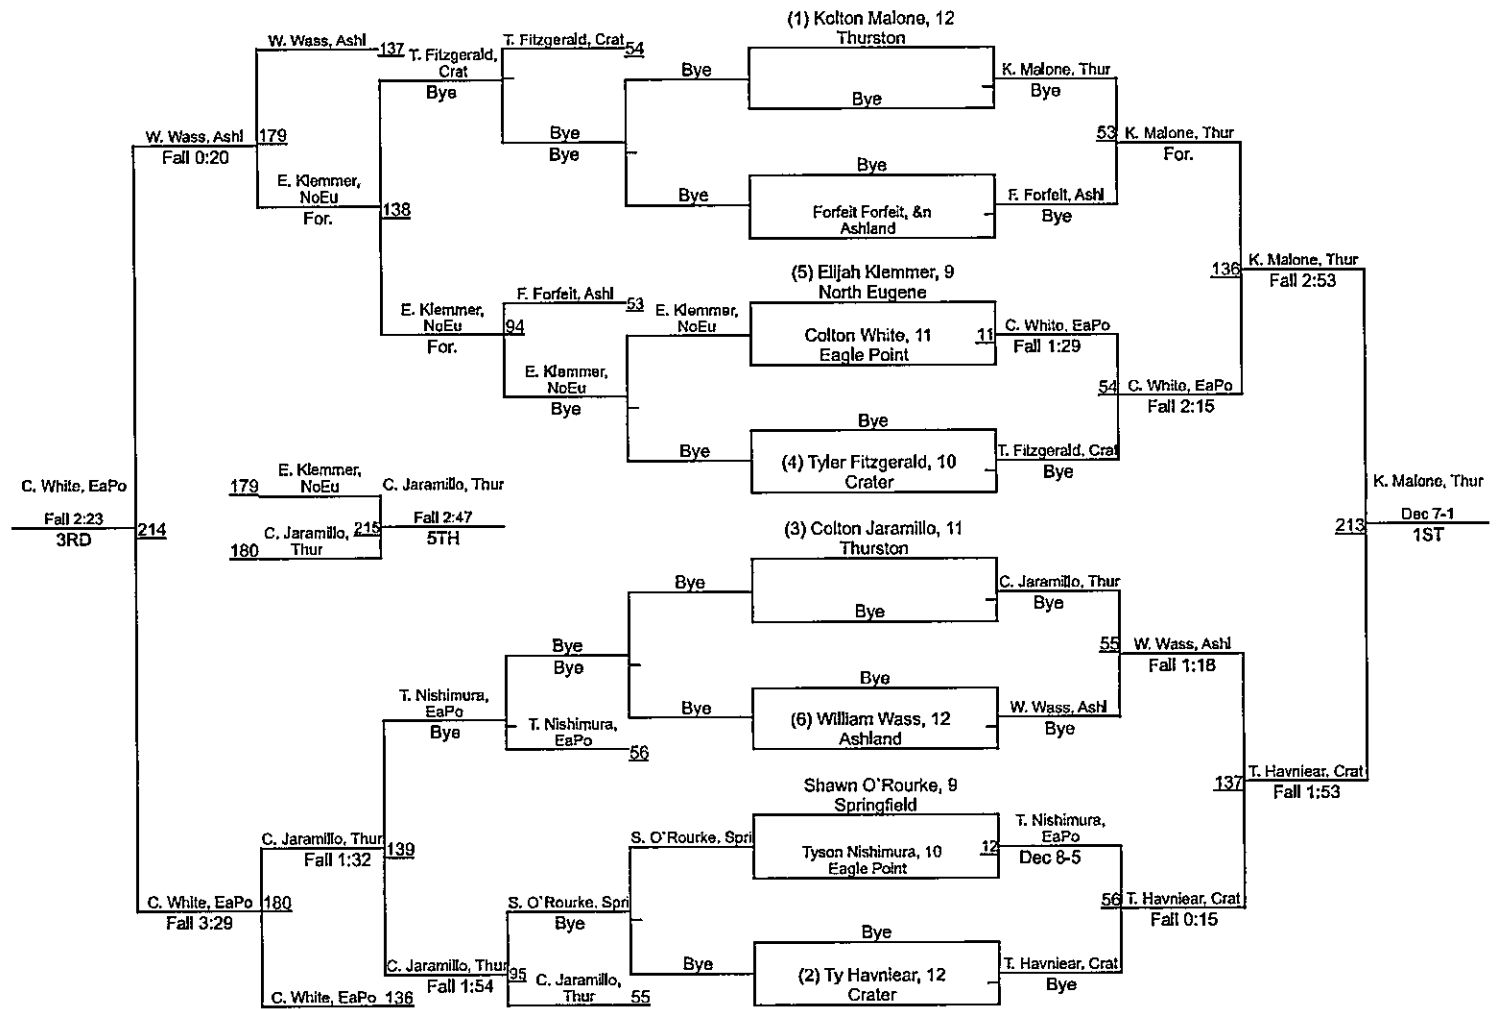 (1) Kolton Malone, 12
Thurston
W. Wass, Ashl
137
T. Fitzgerald,
Crat
Bye
T. Fitzgerald, Crat
54
Bye
Bye
K. Malone, Thur
Bye
W. Wass, Ashl
179
Fall 0:20
Bye
Bye
53
K. Malone, Thur
For.
E. Klemmer,
NoEu
For.
138
Bye
Bye
Forfeit Forfeit, &n
Ashland
F. Forfeit, Ashl
Bye
(5) Elijah Klemmer, 9
North Eugene
136
K. Malone, Thur
Fall 2:53
E. Klemmer,
NoEu
For.
94
F. Forfeit, Ashl
53
E. Klemmer,
NoEu
Colton White, 11
Eagle Point
11
C. White, EaPo
Fall 1:29
E. Klemmer,
NoEu
Bye
54
C. White, EaPo
Fall 2:15
Bye
Bye
(4) Tyler Fitzgerald, 10
Crater
T. Fitzgerald, Crat
Bye
C. White, EaPo
Fall 2:23
3RD
214
179
E. Klemmer,
NoEu
C. Jaramillo, Thur
180
C. Jaramillo,
Thur
215
Fall 2:47
5TH
K. Malone, Thur
213
Dec 7-1
1ST
(3) Colton Jaramillo, 11
Thurston
Bye
Bye
C. Jaramillo, Thur
Bye
Bye
Bye
55
W. Wass, Ashl
Fall 1:18
T. Nishimura,
EaPo
Bye
T. Nishimura,
EaPo
56
Bye
Bye
(6) William Wass, 12
Ashland
W. Wass, Ashl
Bye
Shawn O`Rourke, 9
Springfield
137
T. Havniear, Crat
Fall 1:53
C. Jaramillo, Thur
Fall 1:32
139
S. O`Rourke, Spri
Tyson Nishimura, 10
Eagle Point
12
T. Nishimura,
EaPo
Dec 8-5
C. White, EaPo
180
Fall 3:29
S. O`Rourke, Spri
Bye
56
T. Havniear, Crat
Fall 0:15
C. Jaramillo, Thur
Fall 1:54
95
C. Jaramillo,
Thur
55
Bye
Bye
(2) Ty Havniear, 12
Crater
T. Havniear, Crat
Bye
C. White, EaPo
136